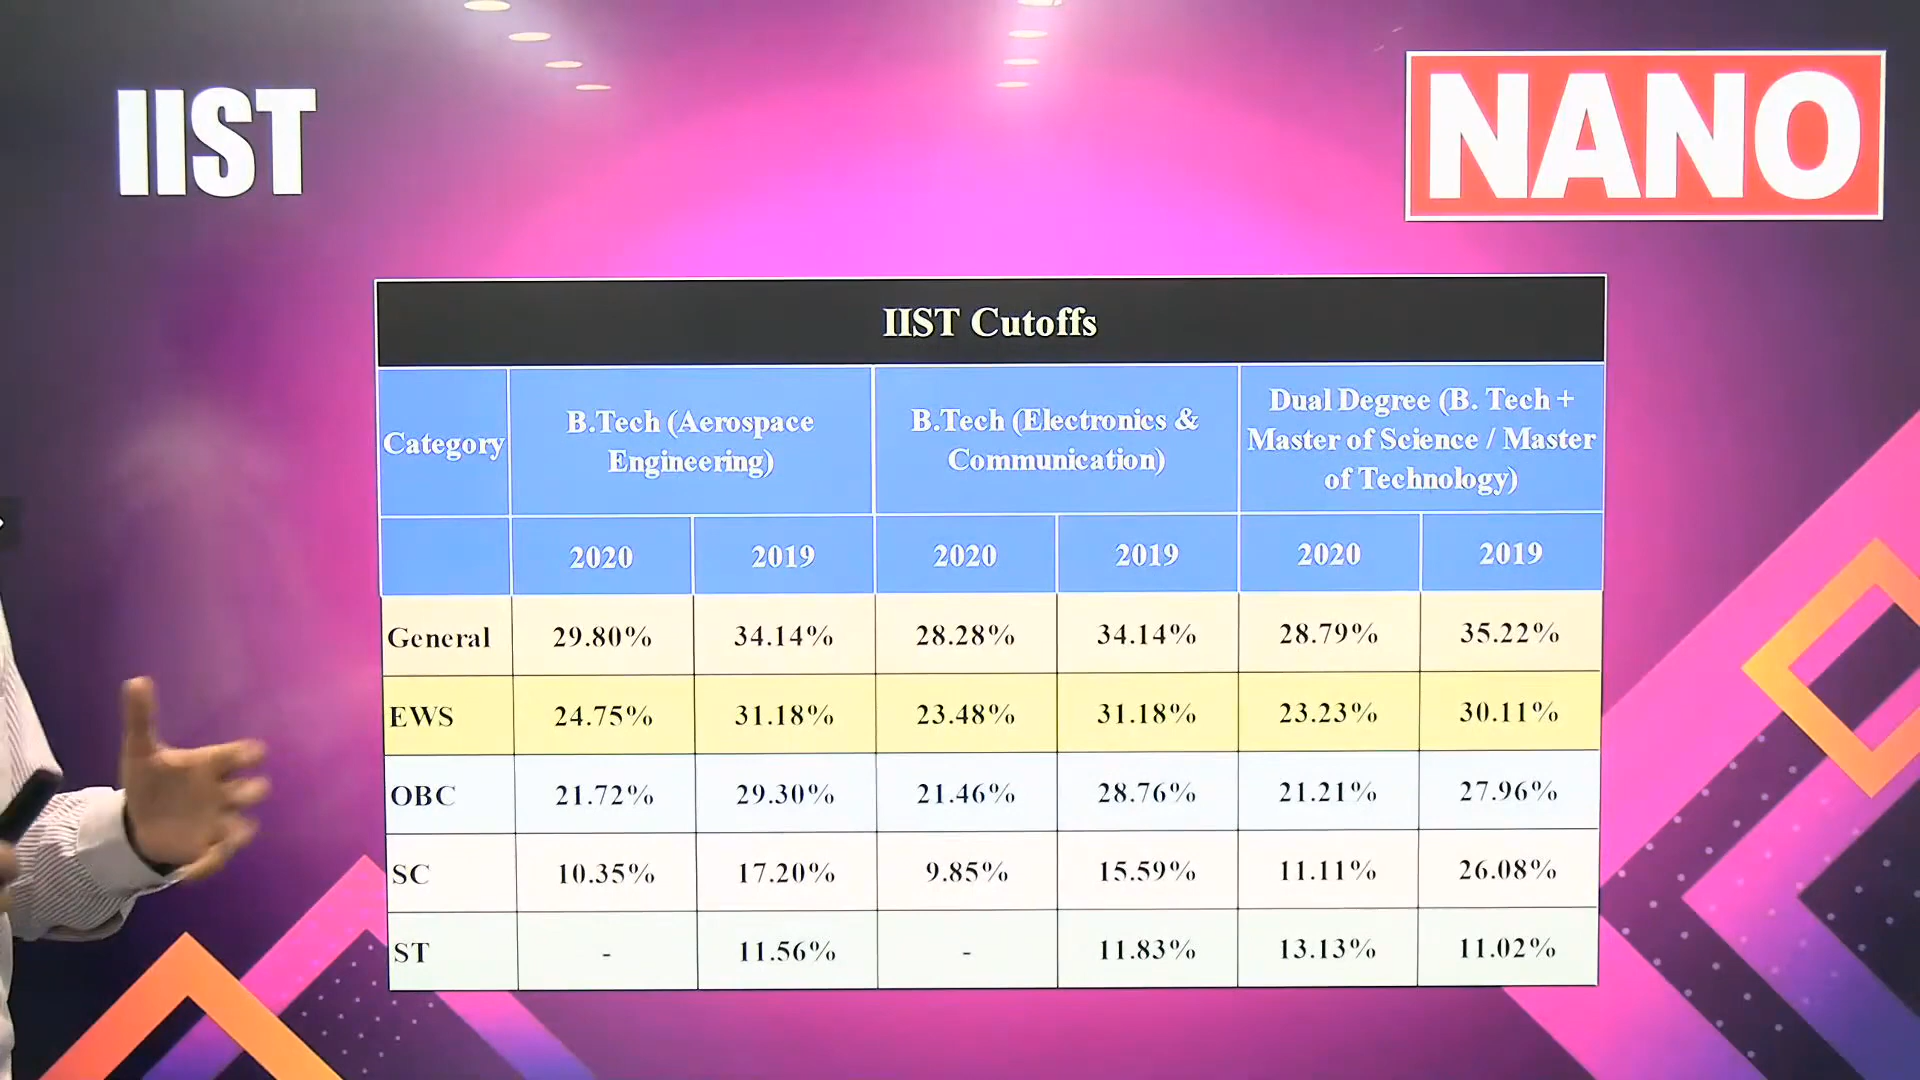 IIST
NANO
IIST Cutoffs
Category
B.Tech (Aerospace
Engineering)
B.Tech (Electronics &
Communication)
Dual Degree (B. Tech +
Master of Science / Master
of Technology)
2020 2019 2020 2019 2020 2019
General 29.80% 34.14% 28.28% 34.14% 28.79% 35.22%
EWS 24.75% 31.18% 23.48% 31.18% 23.23% 30.11%
OBC 21.72% 29.30% 21.46% 28.76% 21.21% 27.96%
SC 10.35% 17.20% 9.85% 15.59% 11.11% 26.08%
ST - 11.56% - 11.83% 13.13% 11.02%